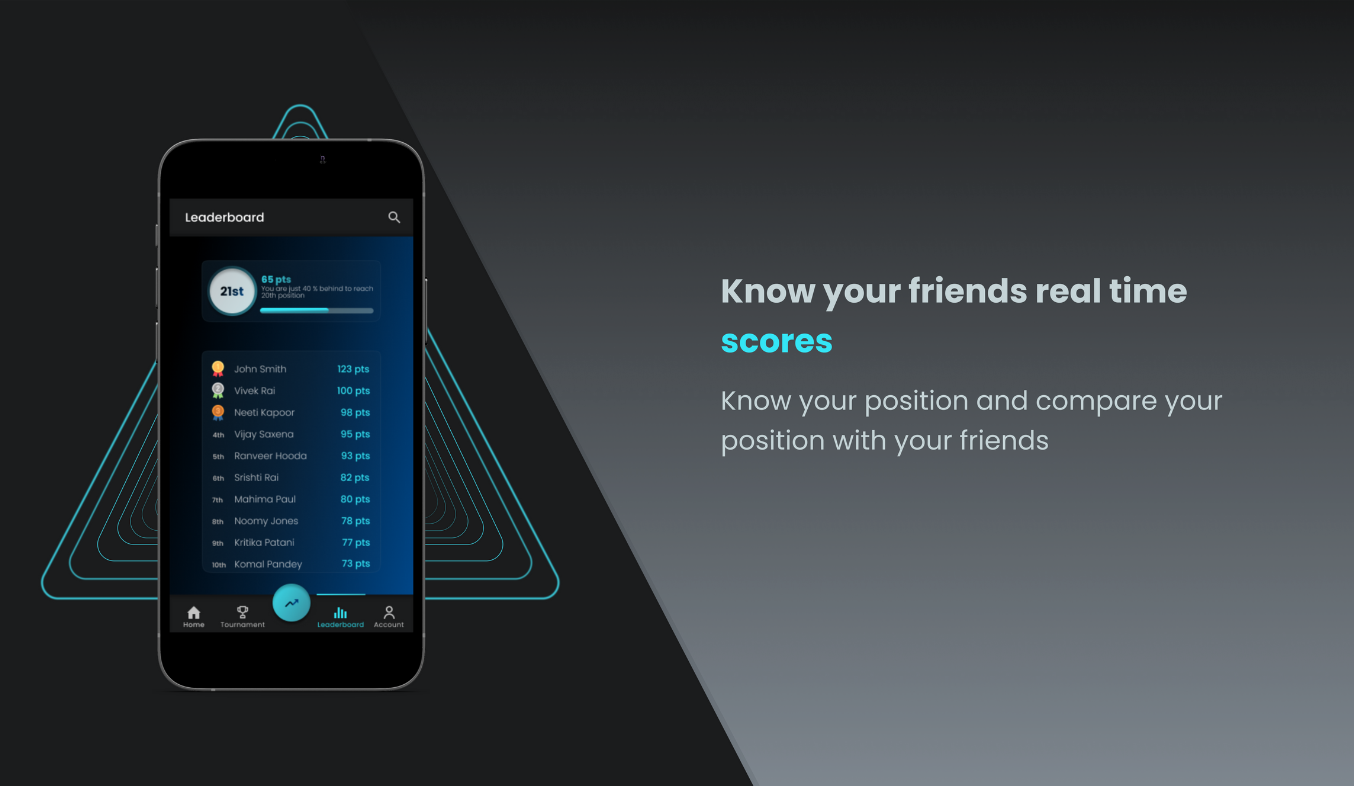 Leaderboard
21st
65 pts
You are just 40 % behind to reach
20th position
1 John Smith 123 pts
2 Vivek Rai 100 pts
3 Neeti Kapoor 98 pts
4th Vijay Saxena 95 pts
5th Ranveer Hooda 93 pts
6th Srishti Rai 82 pts
7th Mahima Paul 80 pts
8th Noomy Jones 78 pts
9th Kritika Patani 77 pts
10th Komal Pandey 73 pts
Home Tournament Leaderboard Account
Know your friends real time
scores
Know your position and compare your
position with your friends